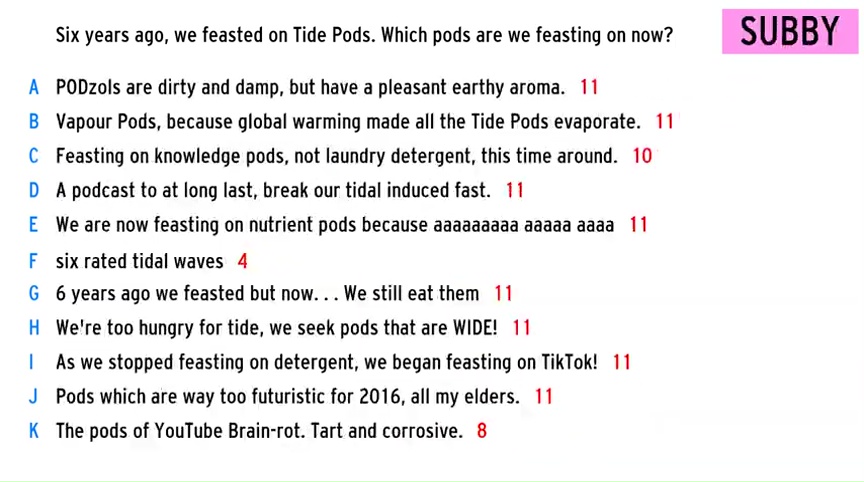 Six years ago, we feasted on Tide Pods. Which pods are we feasting on now?
SUBBY
A PODzols are dirty and damp, but have a pleasant earthy aroma. 11
B Vapour Pods, because global warming made all the Tide Pods evaporate. 11
C Feasting on knowledge pods, not laundry detergent, this time around. 10
D A podcast to at long last, break our tidal induced fast. 11
E We are now feasting on nutrient pods because aaaaaaaaa aaaaa aaaa 11
F six rated tidal waves 4
G 6 years ago we feasted but now. . . We still eat them 11
H We're too hungry for tide, we seek pods that are WIDE! 11
I As we stopped feasting on detergent, we began feasting on TikTok! 11
J Pods which are way too futuristic for 2016, all my elders. 11
K The pods of YouTube Brain-rot. Tart and corrosive. 8